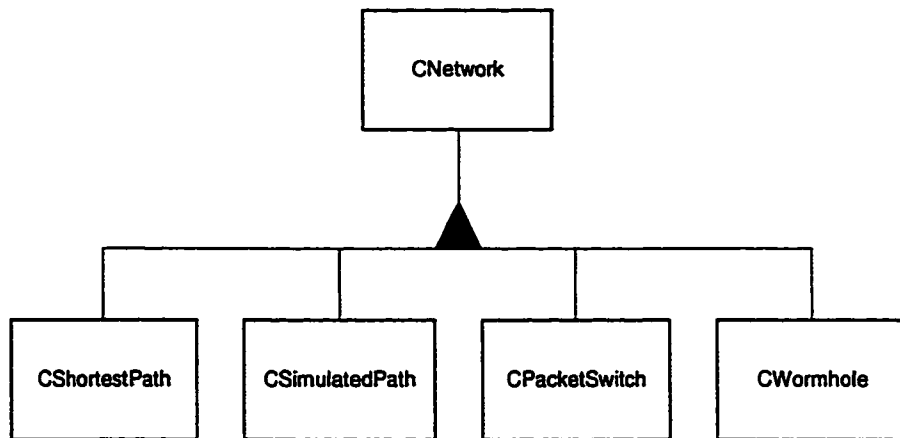 CNetwork
CShortestPath
CSimulatedPath
CPacketSwitch
CWormhole